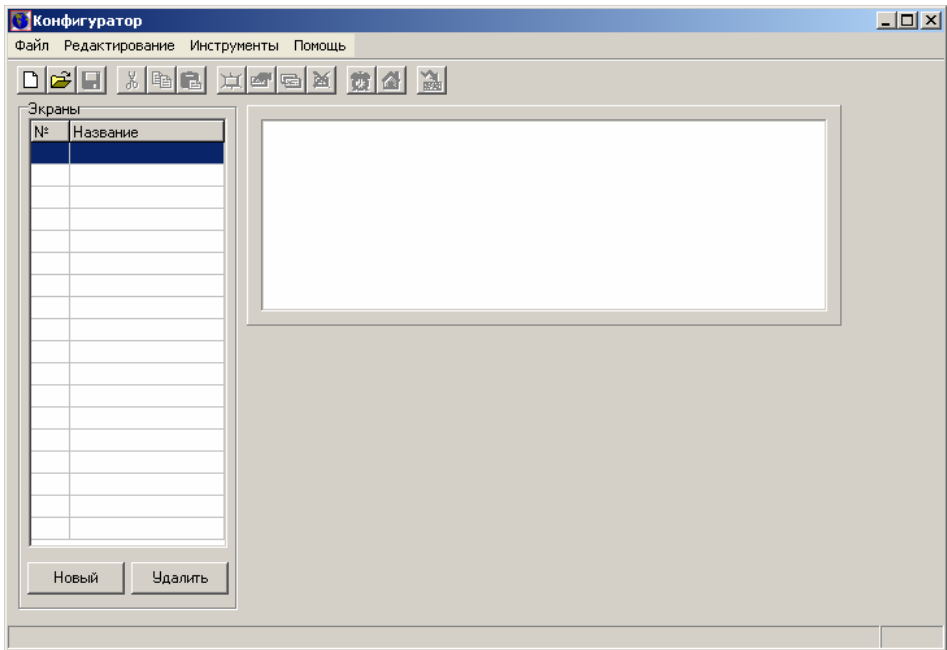 Конфигуратор
Файл Редактирование Инструменты Помощь
Экраны
№ Название
Новый Удалить